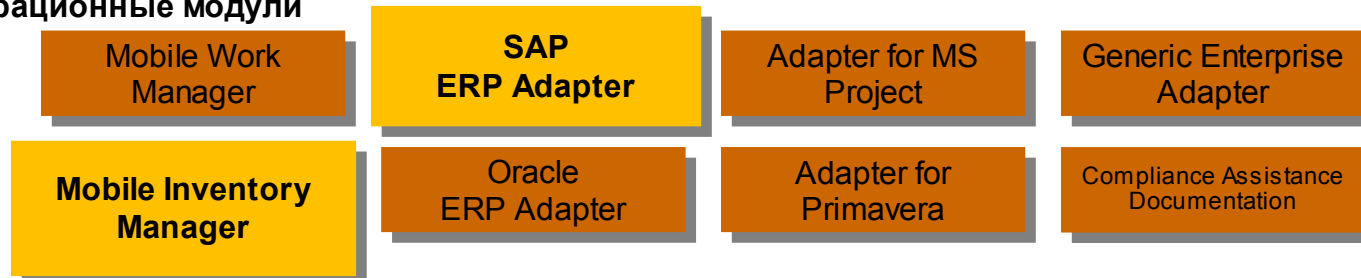 рационные модули
Mobile Work
Manager
SAP
ERP Adapter
Adapter for MS
Project
Generic Enterprise
Adapter
Mobile Inventory
Manager
Oracle
ERP Adapter
Adapter for
Primavera
Compliance Assistance
Documentation